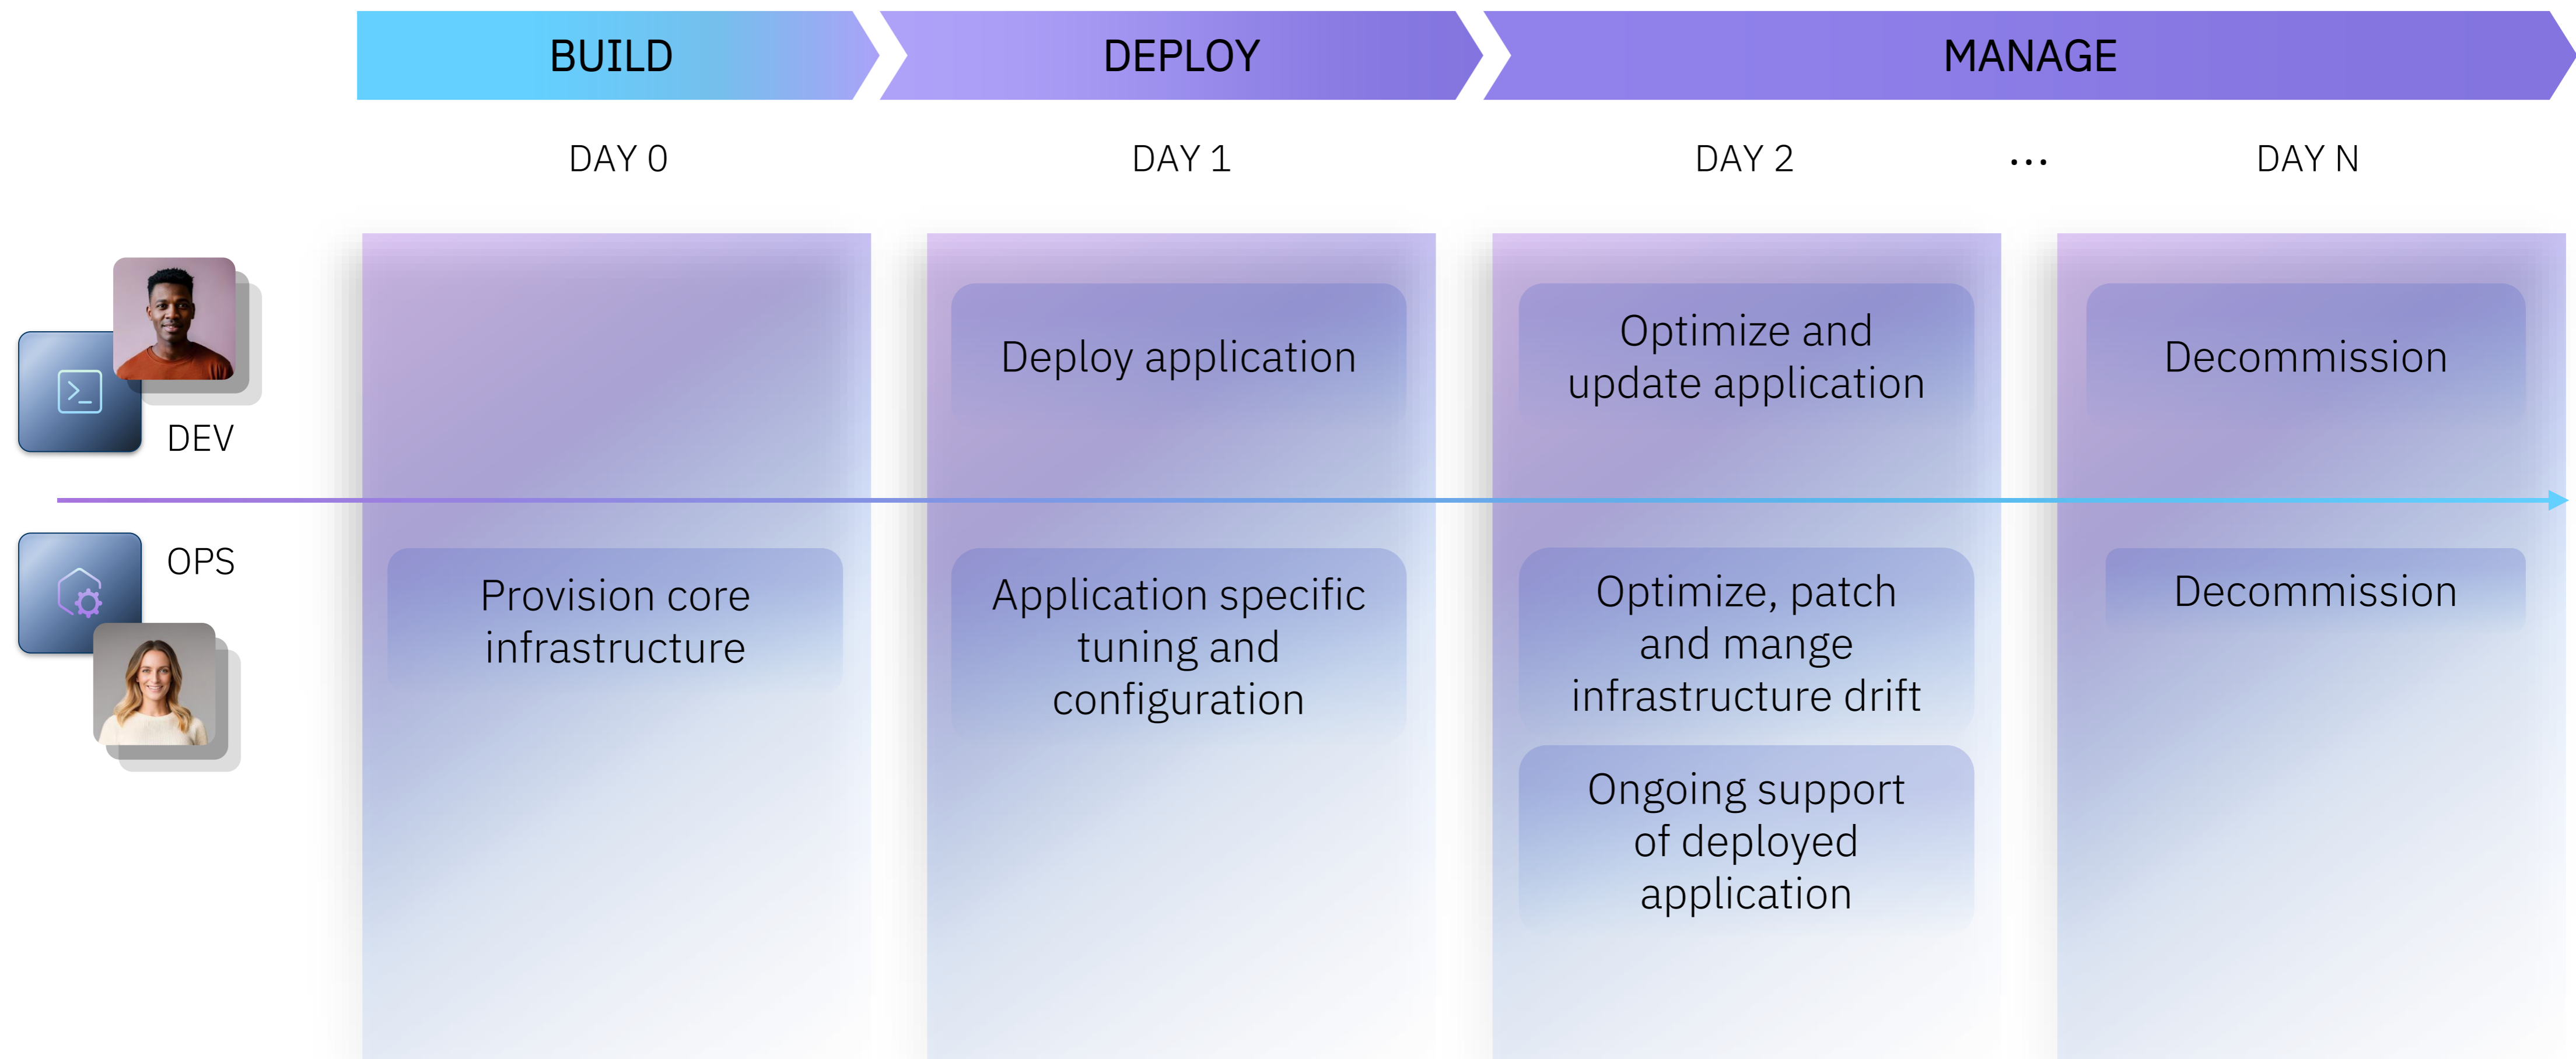 BUILD
DEPLOY
MANAGE
DAY 0
DAY 1
DAY 2
...
DAY N
DEV
Deploy application
Optimize and
update application
Decommission
OPS
Provision core
infrastructure
Application specific
tuning and
configuration
Optimize, patch
and mange
infrastructure drift
Ongoing support
of deployed
application
Decommission